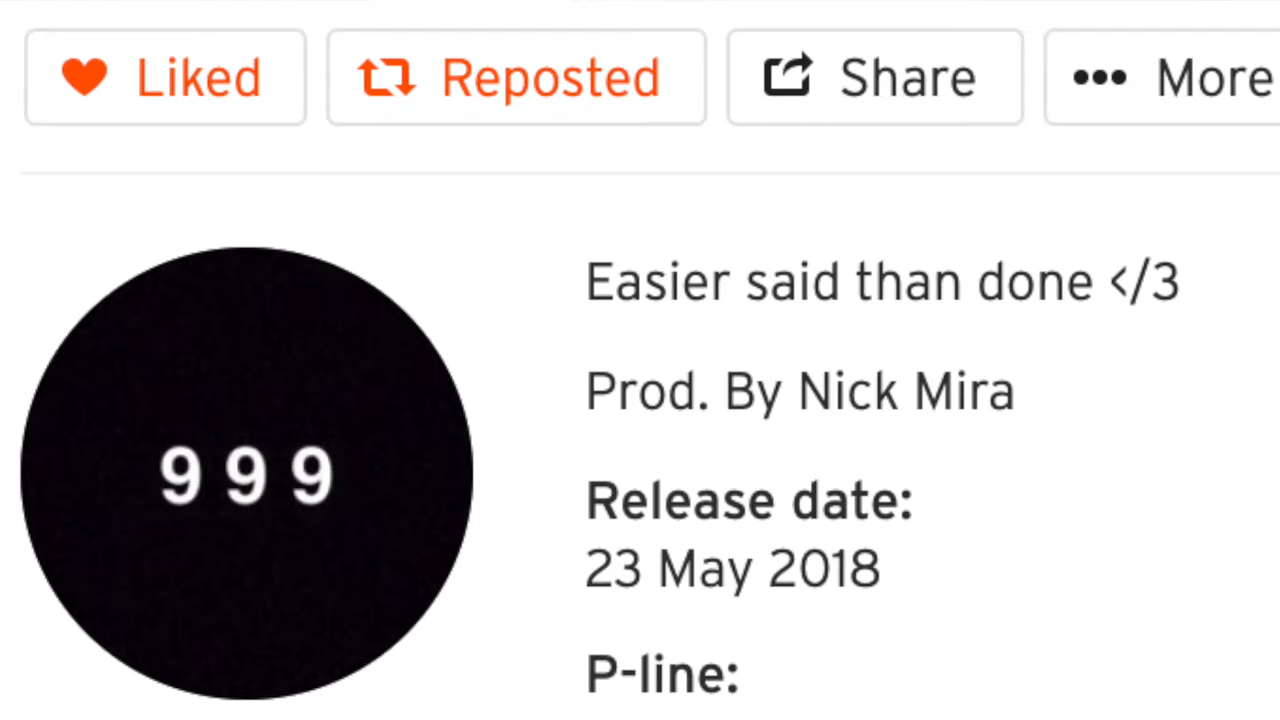 Liked
Reposted
Share
More
Easier said than done </3
Prod. By Nick Mira
999
Release date:
23 May 2018
P-line: